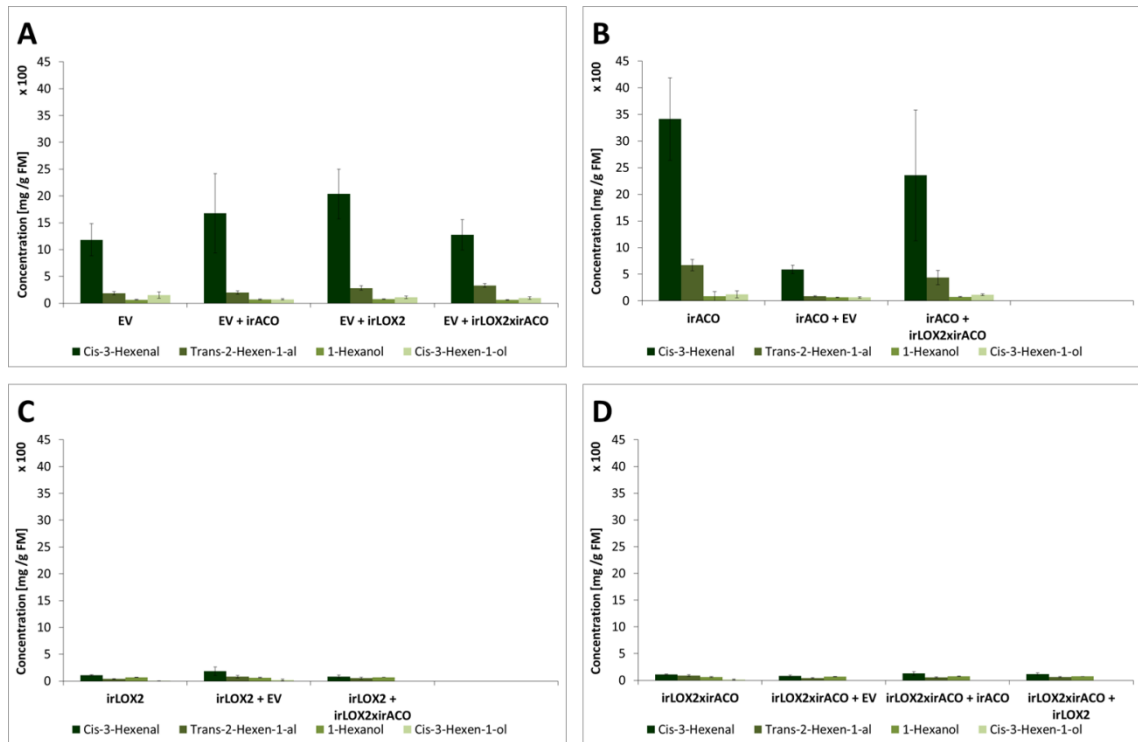 A
x 100
Concentration [mg /g FM]
45
40
35
30
25
20
15
10
5
0
EV
EV + irACO
EV + irLOX2
EV + irLOX2xirACO
Cis-3-Hexenal
Trans-2-Hexen-1-al
1-Hexanol
Cis-3-Hexen-1-ol
B
x 100
Concentration [mg /g FM]
45
40
35
30
25
20
15
10
5
0
irACO
irACO + EV
irACO +
irLOX2xirACO
Cis-3-Hexenal
Trans-2-Hexen-1-al
1-Hexanol
Cis-3-Hexen-1-ol
C
x 100
Concentration [mg /g FM]
45
40
35
30
25
20
15
10
5
0
irLOX2
irLOX2 + EV
irLOX2 +
irLOX2xirACO
Cis-3-Hexenal
Trans-2-Hexen-1-al
1-Hexanol
Cis-3-Hexen-1-ol
D
x 100
Concentration [mg /g FM]
45
40
35
30
25
20
15
10
5
0
irLOX2xirACO
irLOX2xirACO + EV
irLOX2xirACO + irACO
irLOX2xirACO +
irLOX2
Cis-3-Hexenal
Trans-2-Hexen-1-al
1-Hexanol
Cis-3-Hexen-1-ol